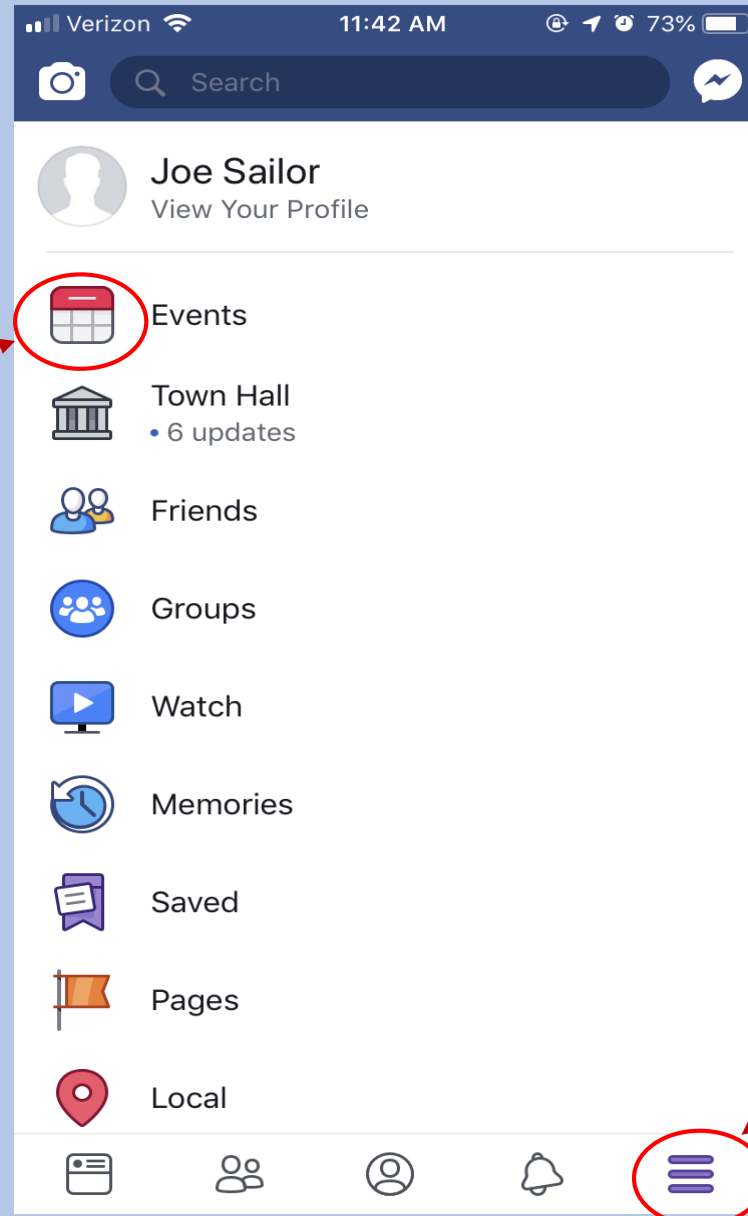 Verizon 11:42 AM 73%
Search
Joe Sailor
View Your Profile
Events
Town Hall
• 6 updates
Friends
Groups
Watch
Memories
Saved
Pages
Local